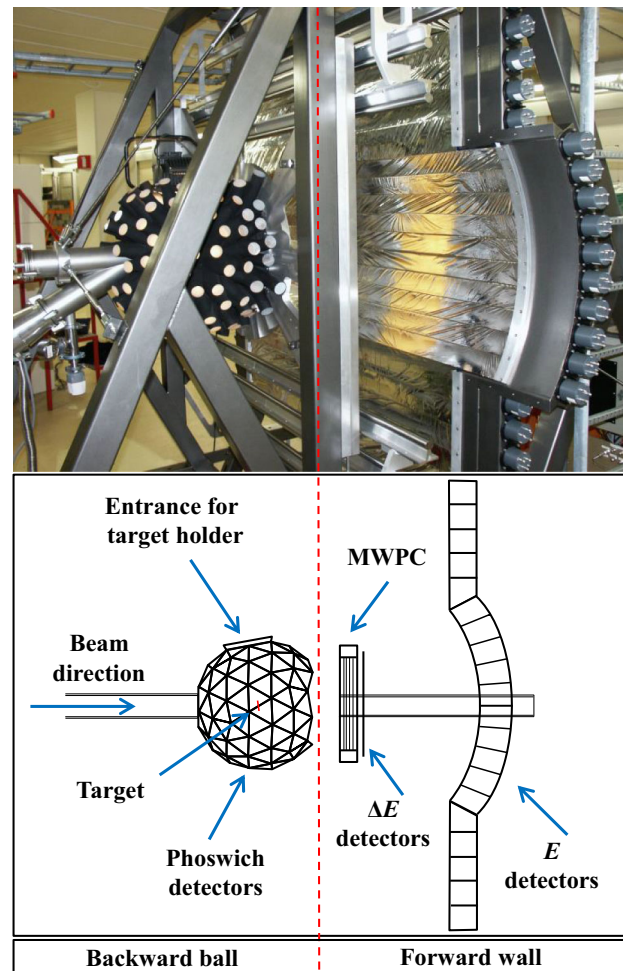 Entrance for
target holder
MWPC
Beam
direction
Target
ΔE
detectors
Phoswich
detectors
E
detectors
Backward ball
Forward wall